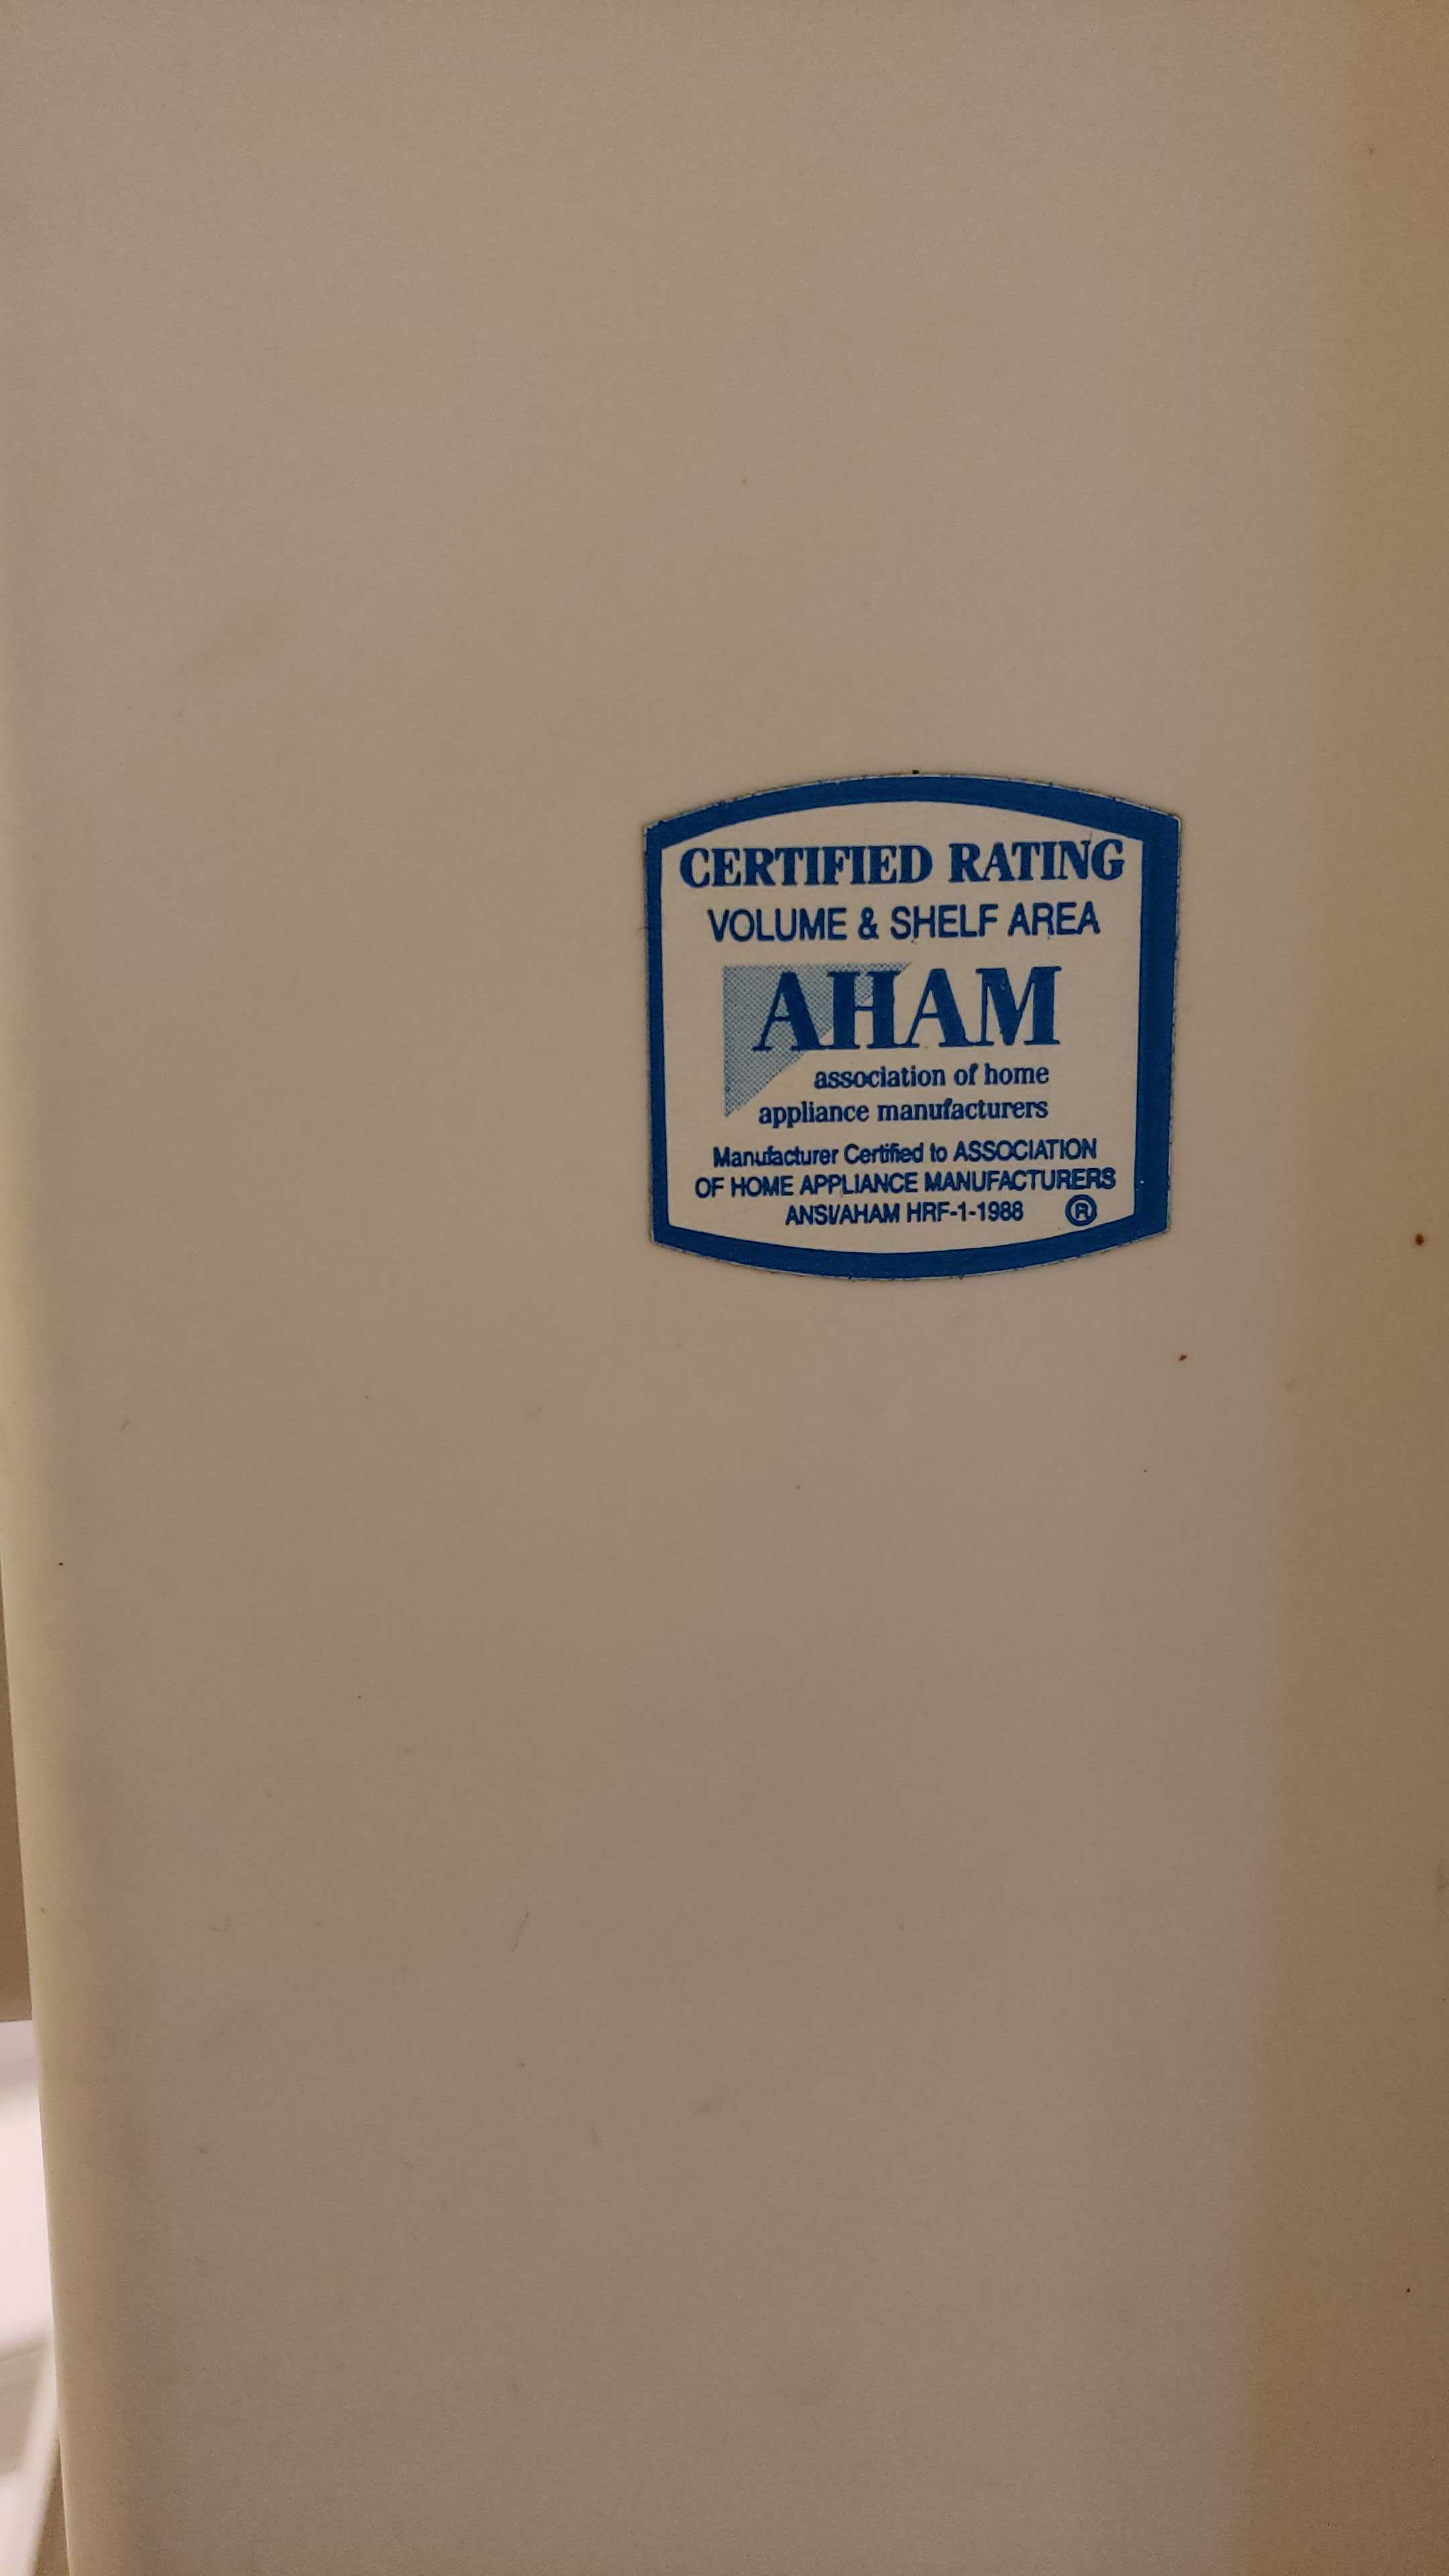 CERTIFIED RATING
VOLUME & SHELF AREA
AHAM
association of home
appliance manufacturers
Manufacturer Certified to ASSOCIATION
OF HOME APPLIANCE MANUFACTURERS
ANSI/AHAM HRF-1-1988 ®